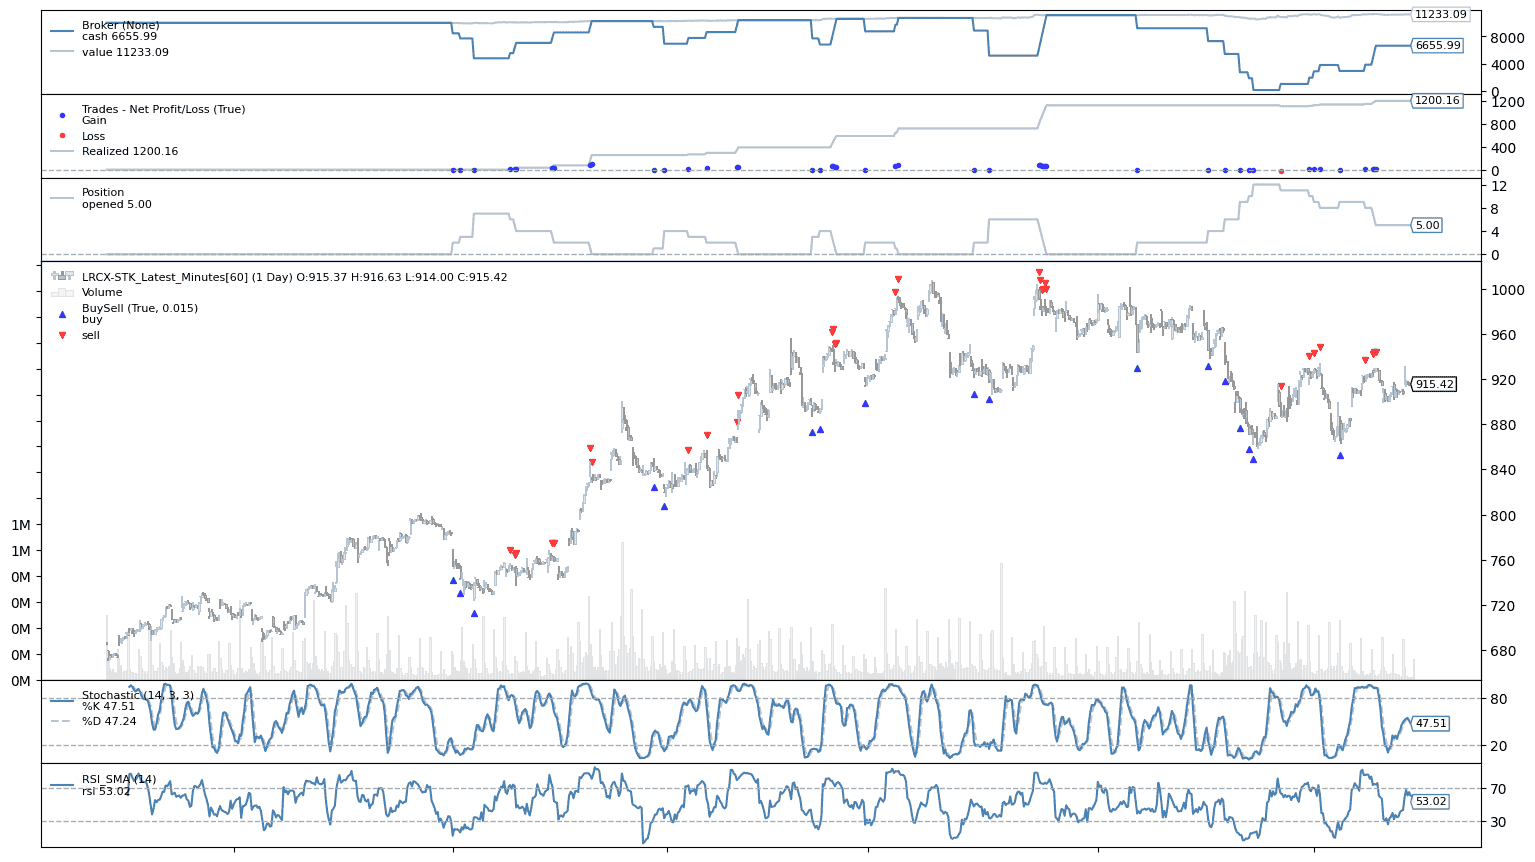 Broker (None)
cash 6655.99
value 11233.09
11233.09
8000
6655.99
4000
0
Trades - Net Profit/Loss (True)
Gain
Loss
Realized 1200.16
1200.16
1200
800
400
0
Position
opened 5.00
12
8
5.00
4
0
LRCX-STK_Latest_Minutes[60] (1 Day) O:915.37 H:916.63 L:914.00 C:915.42
Volume
BuySell (True, 0.015)
buy
sell
1000
960
920
915.42
880
840
800
760
720
680
1M
1M
0M
0M
0M
0M
0M
Stochastic (14, 3, 3)
%K 47.51
%D 47.24
80
47.51
20
RSI_SMA (14)
rsi 53.02
70
53.02
30